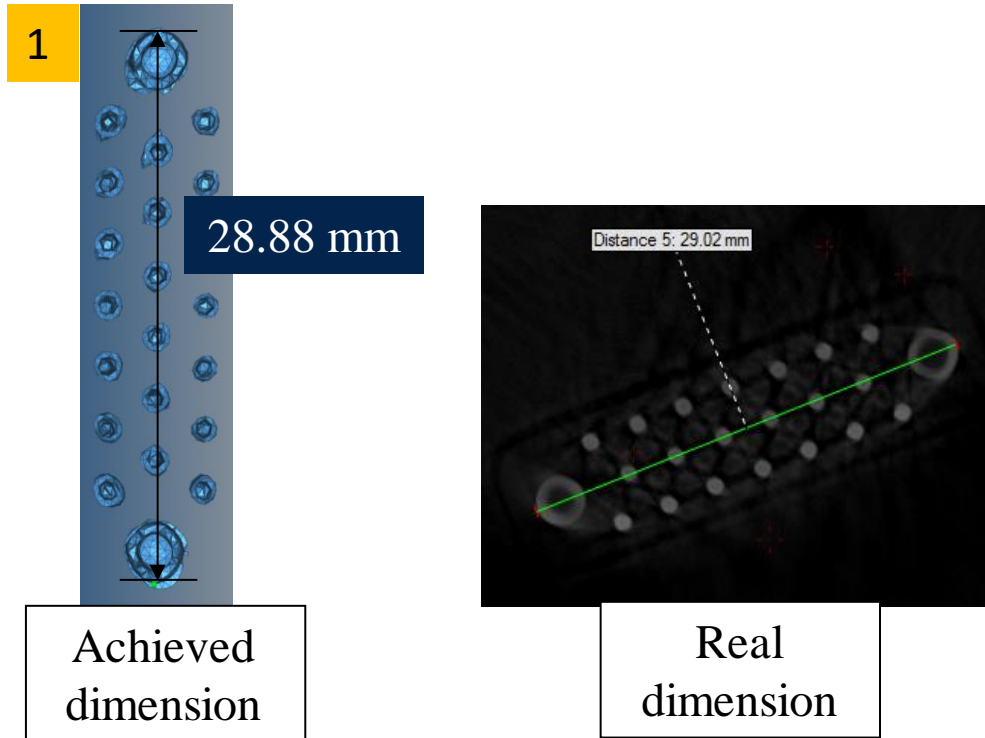 1
28.88 mm
Distance 5: 29.02 mm
Achieved
dimension
Real
dimension